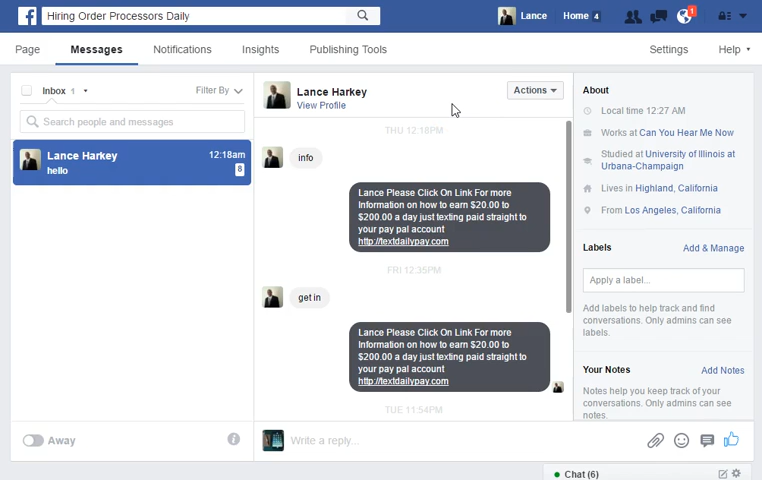 Hiring Order Processors Daily
Lance
Home 4
1
Page
Messages
Notifications
Insights
Publishing Tools
Settings
Help
Inbox 1
Filter By
Search people and messages
Lance Harkey
12:18am
hello
8
Lance Harkey
View Profile
Actions
THU 12:18PM
info
Lance Please Click On Link For more
Information on how to earn $20.00 to
$200.00 a day just texting paid straight to
your pay pal account
http://textdailypay.com
FRI 12:35PM
get in
Lance Please Click On Link For more
Information on how to earn $20.00 to
$200.00 a day just texting paid straight to
your pay pal account
http://textdailypay.com
TUE 11:54PM
About
Local time 12:27 AM
Works at Can You Hear Me Now
Studied at University of Illinois at
Urbana-Champaign
Lives in Highland, California
From Los Angeles, California
Labels
Add & Manage
Apply a label...
Add labels to help track and find
conversations. Only admins can see
labels.
Your Notes
Add Notes
Notes help you keep track of your
conversations. Only admins can see
notes.
Away
Write a reply...
Chat (6)